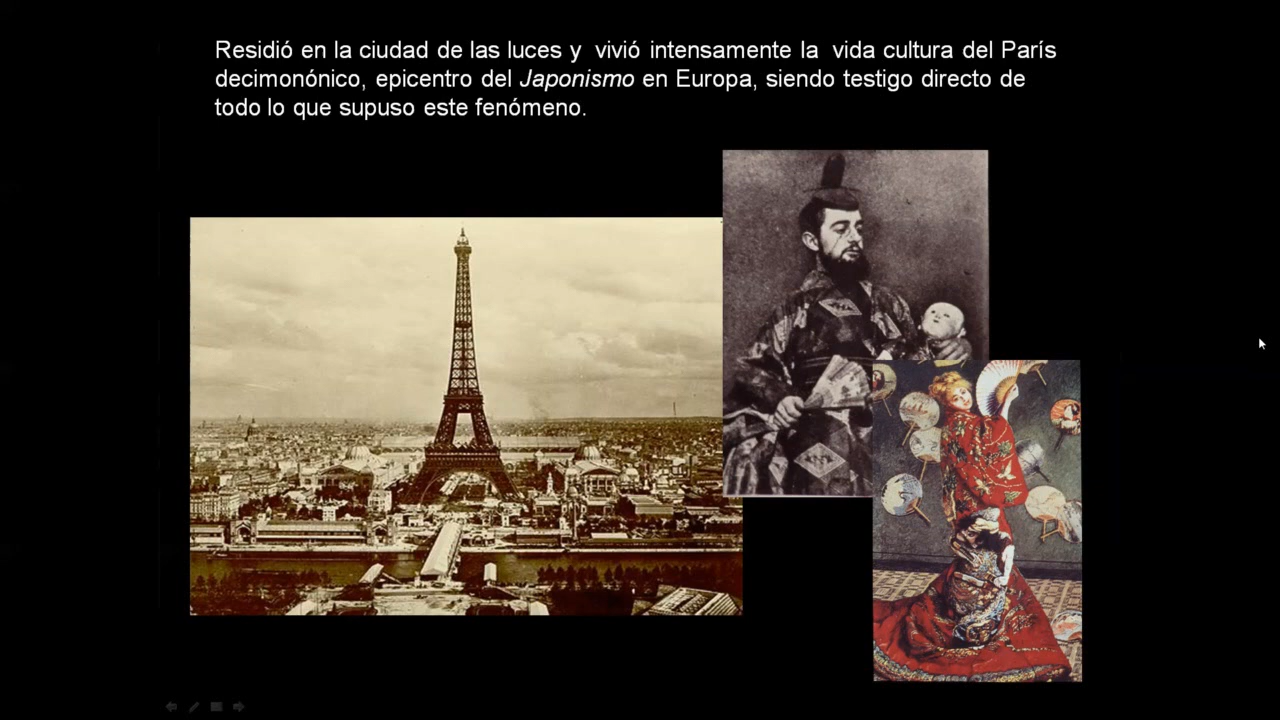 Residió en la ciudad de las luces y vivió intensamente la vida cultura del París
decimonónico, epicentro del Japonismo en Europa, siendo testigo directo de
todo lo que supuso este fenómeno.